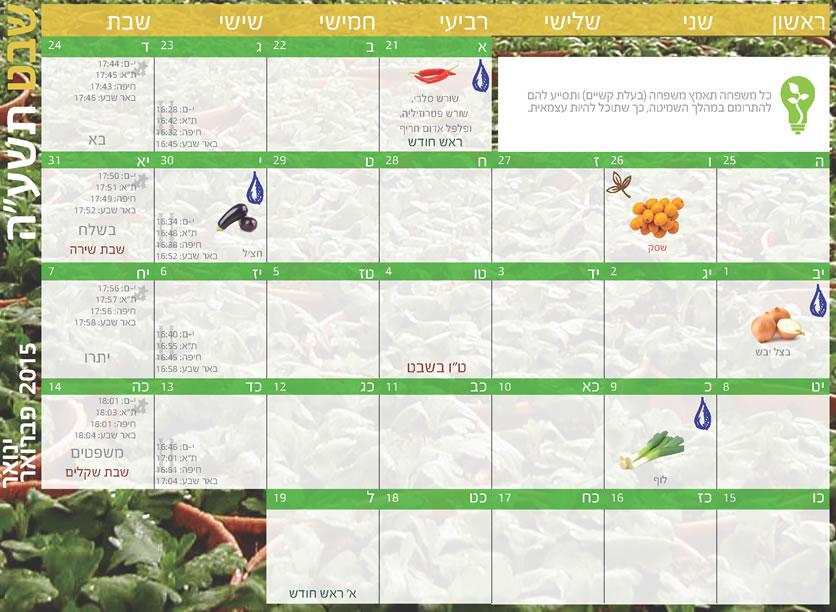 שבט תשע"ה
ינואר
פברואר 2015
ראשון שני שלישי רביעי חמישי שישי שבת
כל משפחה תאמץ משפחה (בעלת קשיים) ותסייע להם
להתרומם במהלך השמיטה, כך שתוכל להיות עצמאית.
א 21
שורש סלרי,
שורש פטרוזיליה,
ופלפל אדום חריף
ראש חודש
ב 22
ג 23
י-ם: 16:28
ת"א: 16:42
חיפה: 16:32
באר שבע: 16:45
ד 24
י-ם: 17:44
ת"א: 17:45
חיפה: 17:43
באר שבע: 17:46
בא
ה 25
ו 26
שסק
ז 27
ח 28
ט 29
י 30
חציל
י-ם: 16:34
ת"א: 16:48
חיפה: 16:38
באר שבע: 16:52
יא 31
י-ם: 17:50
ת"א: 17:51
חיפה: 17:49
באר שבע: 17:52
בשלח
שבת שירה
יב 1
בצל יבש
יג 2
יד 3
טו 4
ט"ו בשבט
טז 5
יז 6
י-ם: 16:40
ת"א: 16:55
חיפה: 16:45
באר שבע: 16:58
יח 7
י-ם: 17:56
ת"א: 17:57
חיפה: 17:56
באר שבע: 17:58
יתרו
יט 8
כ 9
לוף
כא 10
כב 11
כג 12
כד 13
י-ם: 16:46
ת"א: 17:01
חיפה: 16:51
באר שבע: 17:04
כה 14
י-ם: 18:01
ת"א: 18:03
חיפה: 18:01
באר שבע: 18:04
משפטים
שבת שקלים
כו 15
כז 16
כח 17
כט 18
ל 19
א' ראש חודש